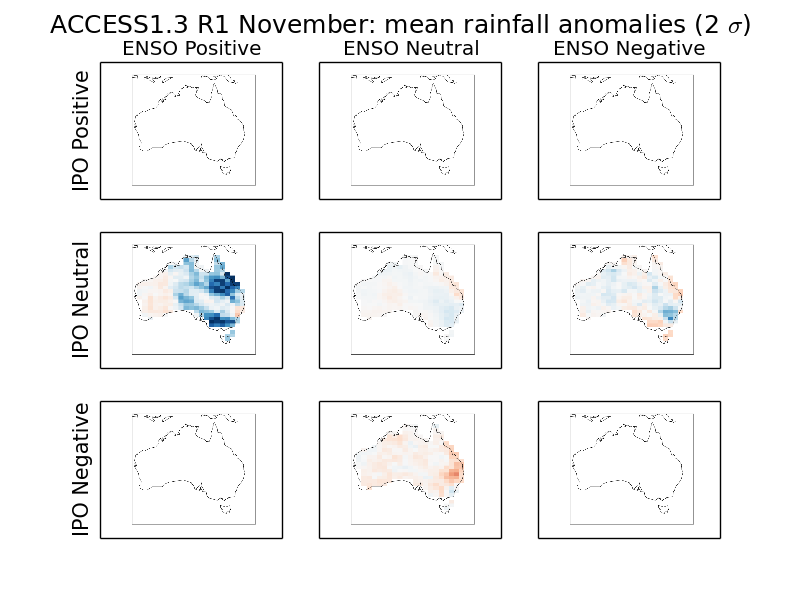 ACCESS1.3 R1 November: mean rainfall anomalies (2 σ)
ENSO Positive
ENSO Neutral
ENSO Negative
IPO Positive
IPO Neutral
IPO Negative